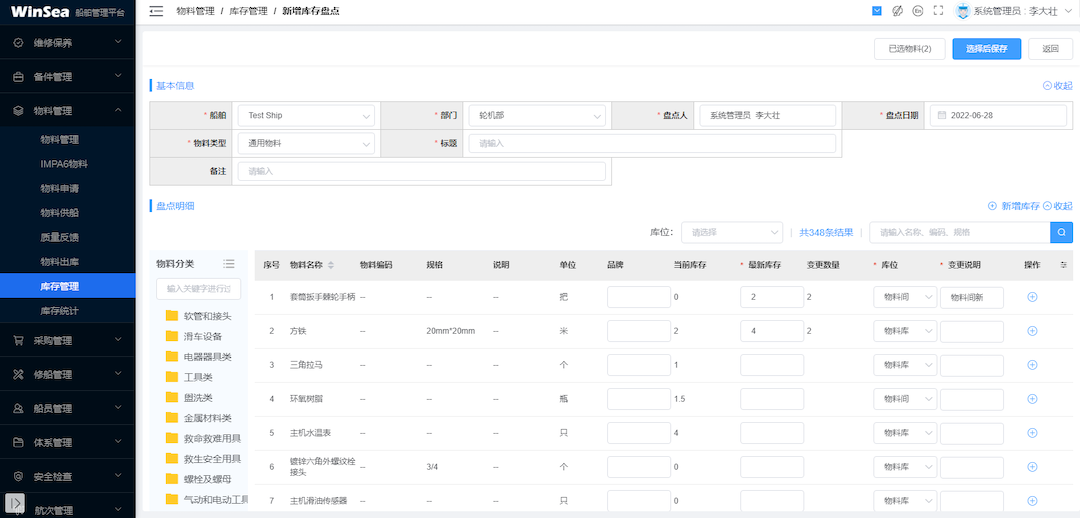 WinSea 船舶管理平台
物料管理 / 库存管理 / 新增库存盘点
系统管理员 : 李大壮
维修保养
备件管理
物料管理
物料管理
IMPA6物料
物料申请
物料供船
质量反馈
物料出库
库存管理
库存统计
采购管理
修船管理
船员管理
体系管理
安全检查
航次管理
已选物料(2)
选择后保存
返回
基本信息
收起
* 船舶 Test Ship * 部门 轮机部 * 盘点人 系统管理员 李大壮 * 盘点日期 2022-06-28
* 物料类型 通用物料 * 标题 请输入
备注 请输入
盘点明细
新增库存 收起
库位: 请选择 共348条结果 请输入名称、编码、规格
物料分类
输入关键字进行过
软管和接头
滑车设备
电器器具类
工具类
盥洗类
金属材料类
救命救难用具
救生安全用具
螺栓及螺母
气动和电动工具
序号 物料名称 物料编码 规格 说明 单位 品牌 当前库存 * 最新库存 变更数量 * 库位 * 变更说明 操作
1 套筒扳手棘轮手柄 -- -- -- 把 0 2 2 物料间 物料间新
2 方铁 -- 20mm*20mm -- 米 2 4 2 物料库
3 三角拉马 -- -- -- 个 1 物料库
4 环氧树脂 -- -- -- 瓶 1.5 物料间
5 主机水温表 -- -- -- 只 4 物料库
6 镀锌六角外螺纹栓接头 -- 3/4 -- 个 0 物料库
7 主机滑油传感器 -- -- -- 只 0 物料库